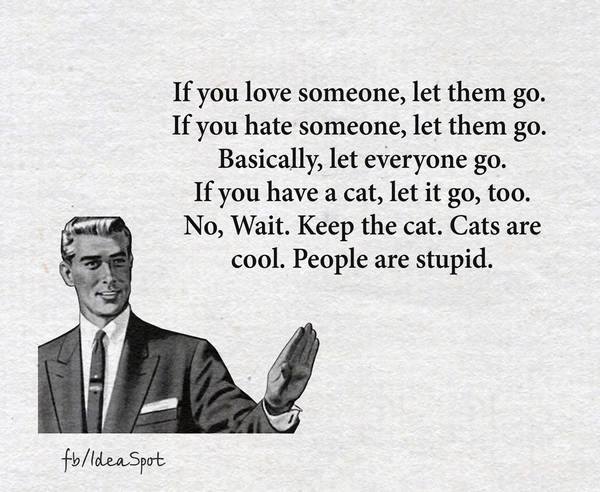 If you love someone, let them go.
If you hate someone, let them go.
Basically, let everyone go.
If you have a cat, let it go, too.
No, Wait. Keep the cat. Cats are
cool. People are stupid.
fb/IdeaSpot